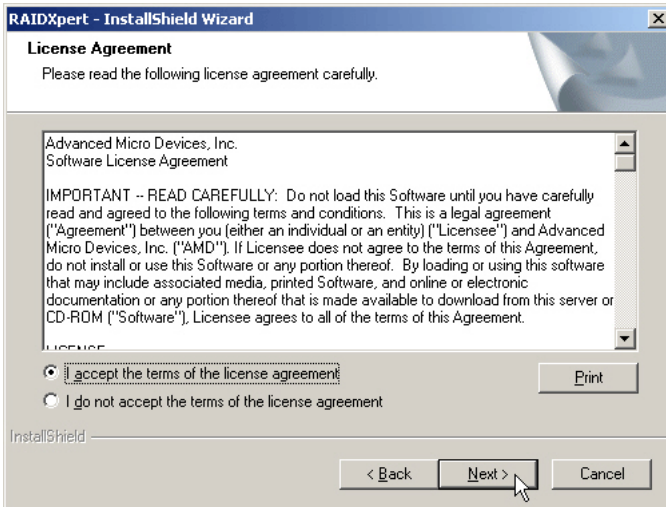 RAIDXpert - InstallShield Wizard
License Agreement
Please read the following license agreement carefully.
Advanced Micro Devices, Inc.
Software License Agreement
IMPORTANT -- READ CAREFULLY: Do not load this Software until you have carefully
read and agreed to the following terms and conditions. This is a legal agreement
("Agreement") between you (either an individual or an entity) ("Licensee") and Advanced
Micro Devices, Inc. ("AMD"). If Licensee does not agree to the terms of this Agreement,
do not install or use this Software or any portion thereof. By loading or using this software
that may include associated media, printed Software, and online or electronic
documentation or any portion thereof that is made available to download from this server or
CD-ROM ("Software"), Licensee agrees to all of the terms of this Agreement.
LICENSE
I accept the terms of the license agreement
Print
I do not accept the terms of the license agreement
InstallShield
< Back
Next >
Cancel